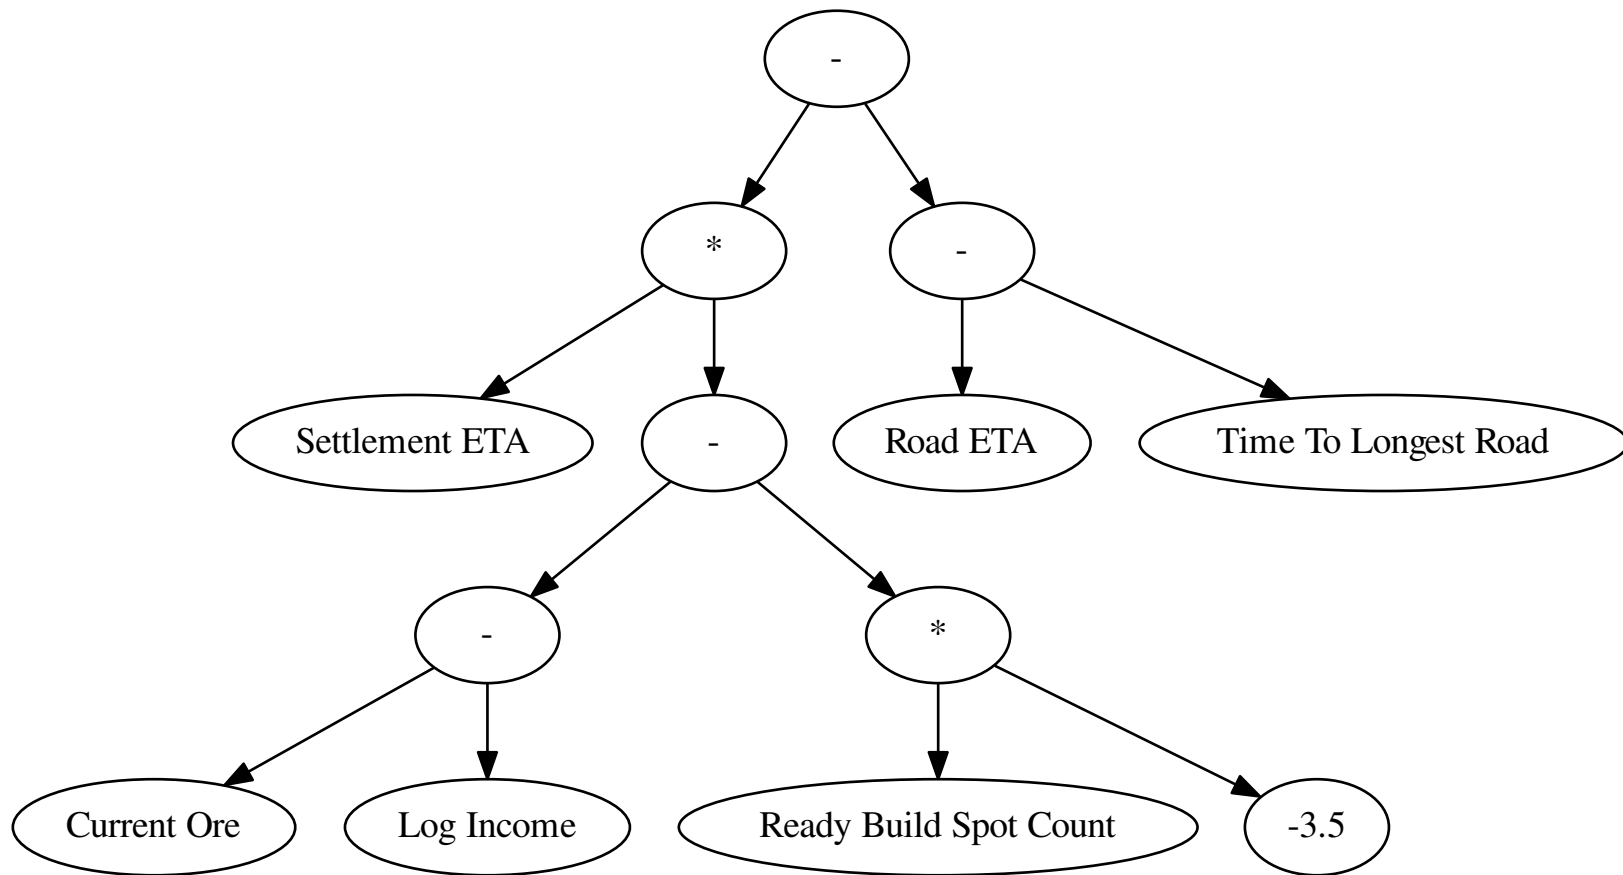 -
*
-
Settlement ETA
-
Road ETA
Time To Longest Road
-
*
Current Ore
Log Income
Ready Build Spot Count
-3.5